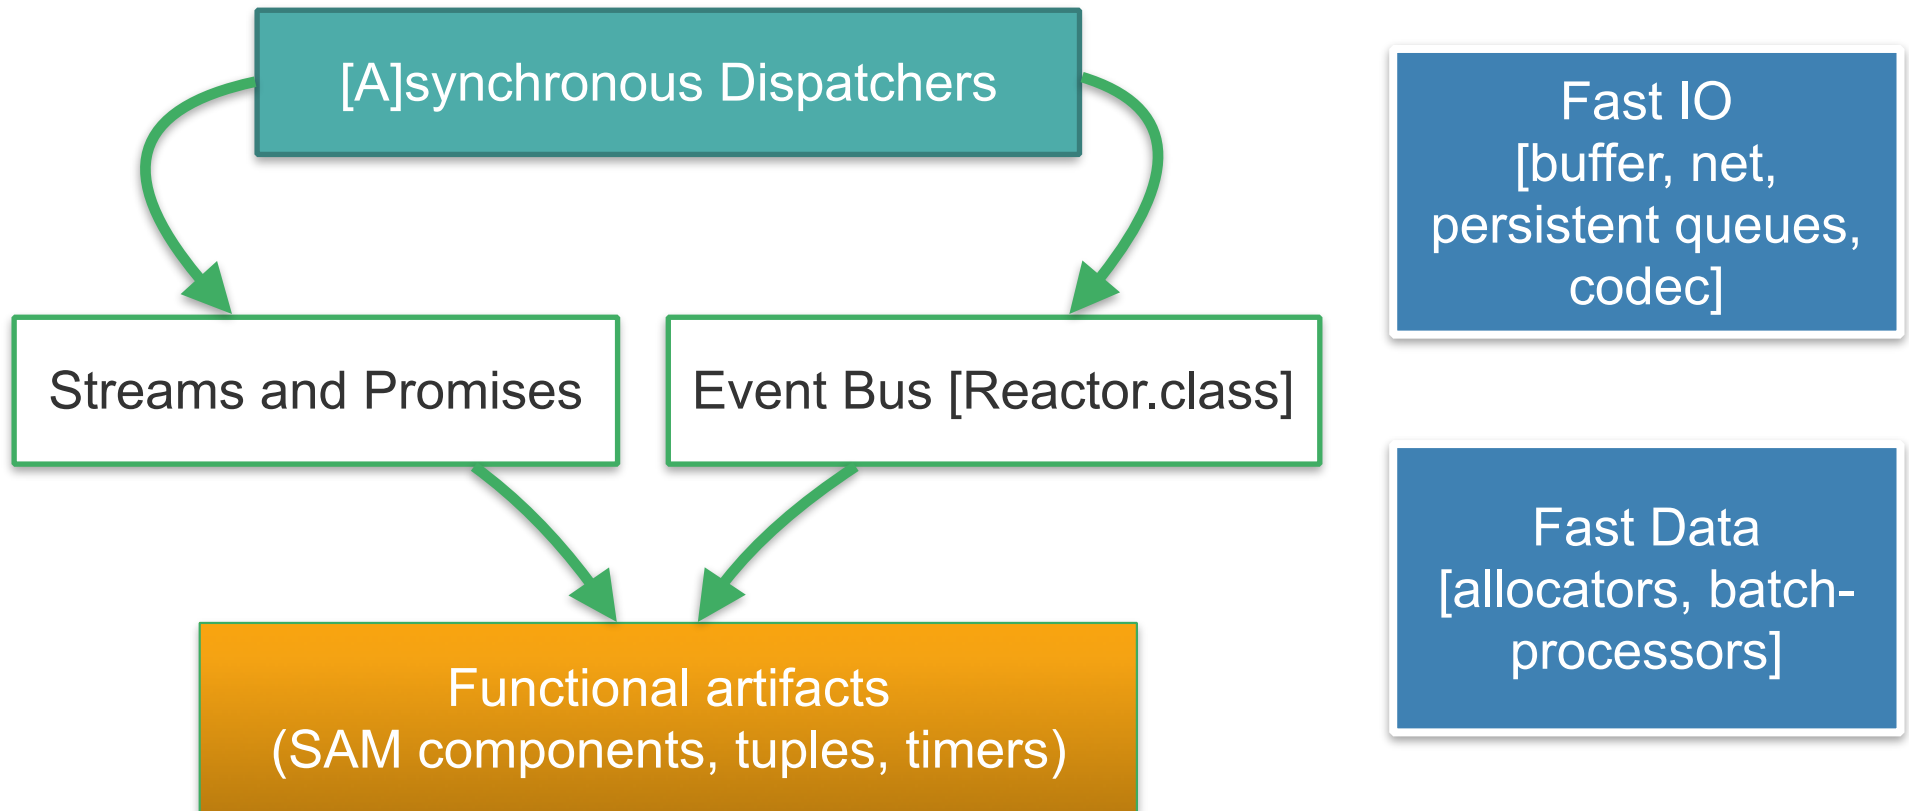 [A]synchronous Dispatchers
Streams and Promises
Event Bus [Reactor.class]
Functional artifacts
(SAM components, tuples, timers)
Fast IO
[buffer, net,
persistent queues,
codec]
Fast Data
[allocators, batch-
processors]